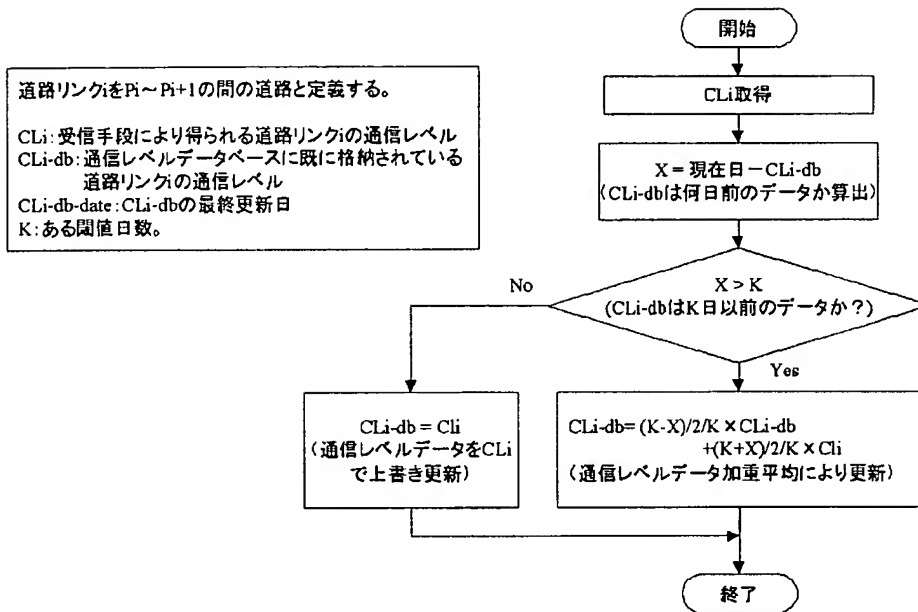 開始
道路リンクiをPi～Pi+1の間の道路と定義する。
CLi：受信手段により得られる道路リンクiの通信レベル
CLi-db：通信レベルデータベースに既に格納されている
道路リンクiの通信レベル
CLi-db-date：CLi-dbの最終更新日
K：ある閾値日数。
CLi取得
X = 現在日－CLi-db
（CLi-dbは何日前のデータか算出）
X > K
(CLi-dbはK日以前のデータか？)
No
Yes
CLi-db = Cli
（通信レベルデータをCLi
で上書き更新）
CLi-db= (K-X)/2/K × CLi-db
+(K+X)/2/K × Cli
（通信レベルデータ加重平均により更新）
終了